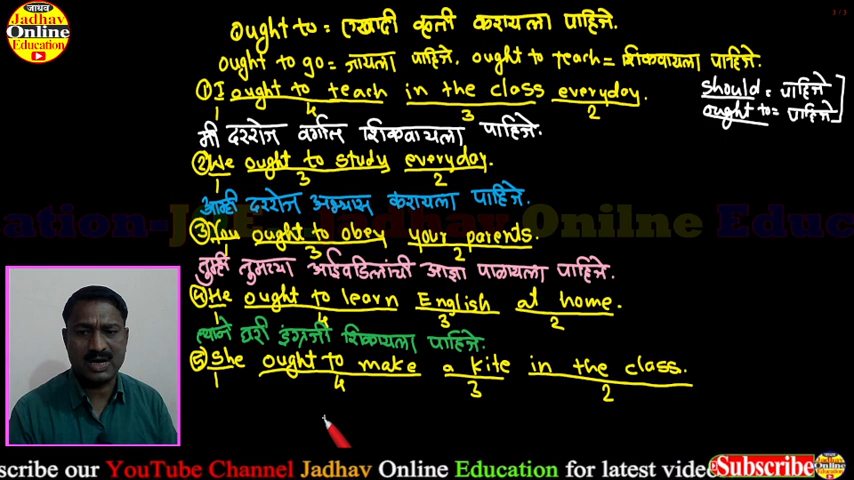 जाधव
Jadhav
Online
Education
3 / 3
Ought to = एखादी कृती करायला पाहिजे.
Ought to go = जायला पाहिजे. ought to teach = शिकवायला पाहिजे.
should = पाहिजे
ought to = पाहिजे
① I ought to teach in the class everyday.
1 4 3 2
मी दररोज वर्गात शिकवायला पाहिजे.
② We ought to study everyday.
1 3 2
आम्ही दररोज अभ्यास करायला पाहिजे.
③ You ought to obey your parents.
1 3 2
तुम्ही तुमच्या आईवडिलांची आज्ञा पाळायला पाहिजे.
④ He ought to learn English at home.
1 4 3 2
त्याने घरी इंग्रजी शिकायला पाहिजे.
⑤ She ought to make a kite in the class.
1 4 3 2
scribe our YouTube Channel Jadhav Online Education for latest vide
Subscribe